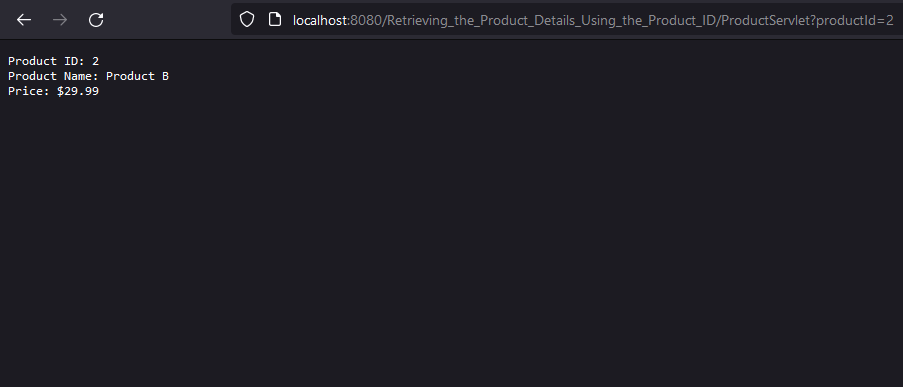 localhost:8080/Retrieving_the_Product_Details_Using_the_Product_ID/ProductServlet?productId=2
Product ID: 2
Product Name: Product B
Price: $29.99